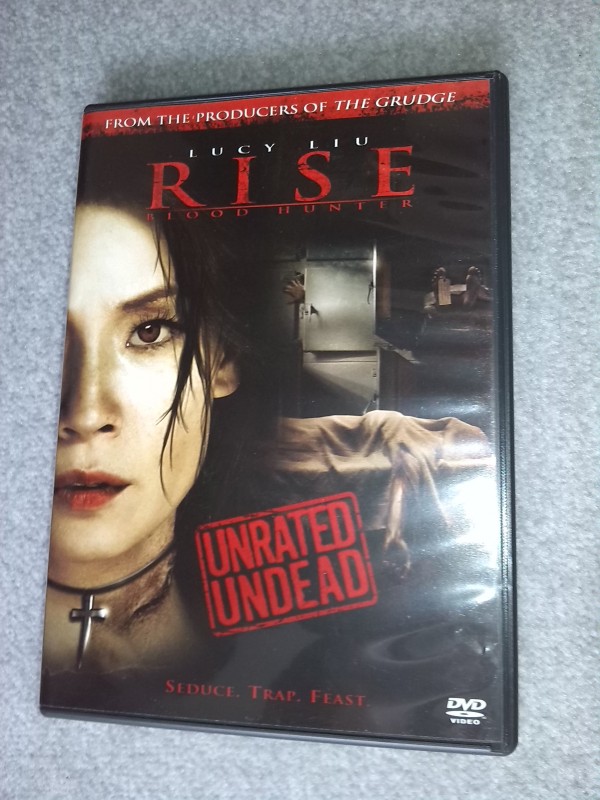 FROM THE PRODUCERS OF THE GRUDGE
LUCY LIU
RISE
BLOOD HUNTER
UNRATED
UNDEAD
SEDUCE. TRAP. FEAST.
DVD
VIDEO